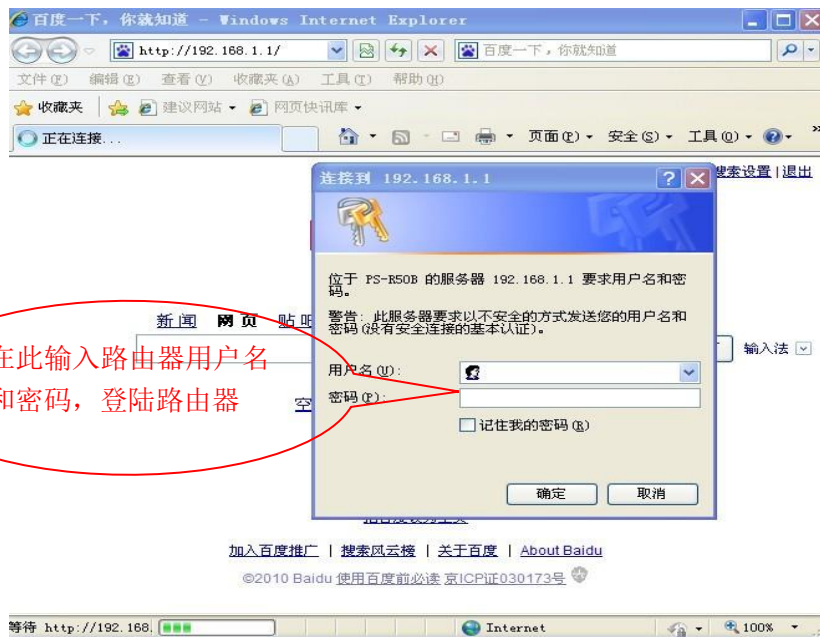 百度一下，你就知道 - Windows Internet Explorer
http://192.168.1.1/
百度一下，你就知道
文件(F) 编辑(E) 查看(V) 收藏夹(A) 工具(T) 帮助(H)
收藏夹 建议网站 网页快讯库
正在连接... 页面(P) 安全(S) 工具(O)
搜索设置 | 退出
连接到 192.168.1.1
位于 PS-R50B 的服务器 192.168.1.1 要求用户名和密
码。
新闻 网页 贴吧
警告: 此服务器要求以不安全的方式发送您的用户名和
密码(没有安全连接的基本认证)。
输入法
在此输入路由器用户名
和密码，登陆路由器
用户名(U):
密码(P):
空
记住我的密码(R)
确定 取消
把百度设为主页
加入百度推广 | 搜索风云榜 | 关于百度 | About Baidu
©2010 Baidu 使用百度前必读 京ICP证030173号
等待 http://192.168. Internet 100%